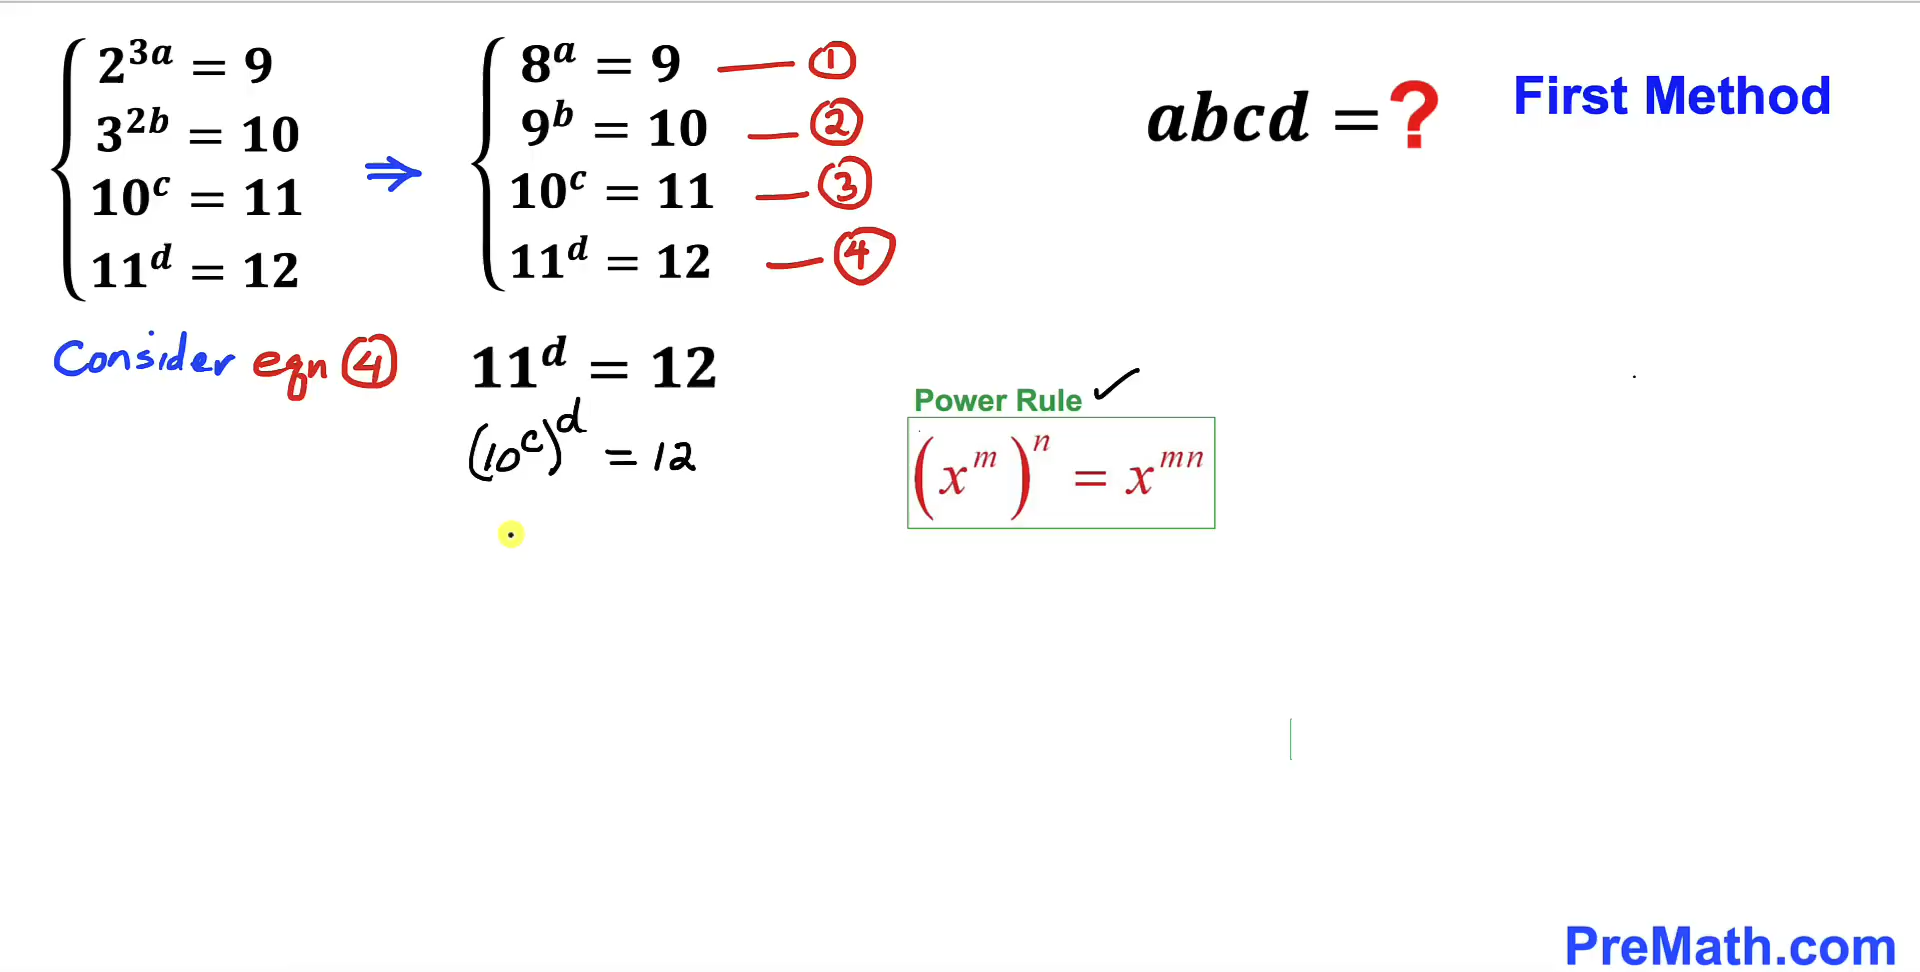 2^{3a} = 9
3^{2b} = 10
10^c = 11
11^d = 12
⇒
8^a = 9 — ①
9^b = 10 — ②
10^c = 11 — ③
11^d = 12 — ④
abcd = ?
First Method
Consider eqn ④
11^d = 12
(10^c)^d = 12
Power Rule ✓
(x^m)^n = x^{mn}
PreMath.com